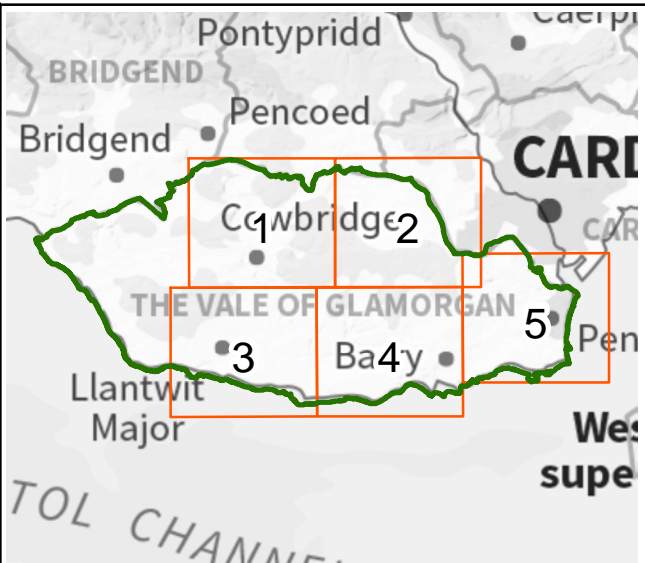 Caerp
Pontypridd
BRIDGEND
Pencoed
Bridgend
CARD
Cowbridge
1
2
CAR
THE VALE OF GLAMORGAN
5
Pen
3
Barry
4
Llantwit
Major
Wes
supe
TOL CHANN